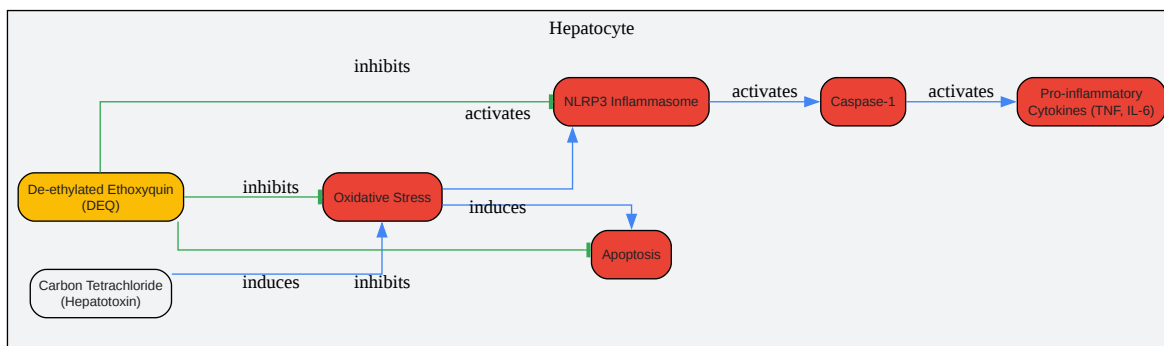 Hepatocyte
inhibits
NLRP3 Inflammasome
activates
Caspase-1
activates
Pro-inflammatory
Cytokines (TNF, IL-6)
activates
De-ethylated Ethoxyquin
(DEQ)
inhibits
Oxidative Stress
induces
Apoptosis
Carbon Tetrachloride
(Hepatotoxin)
induces
inhibits